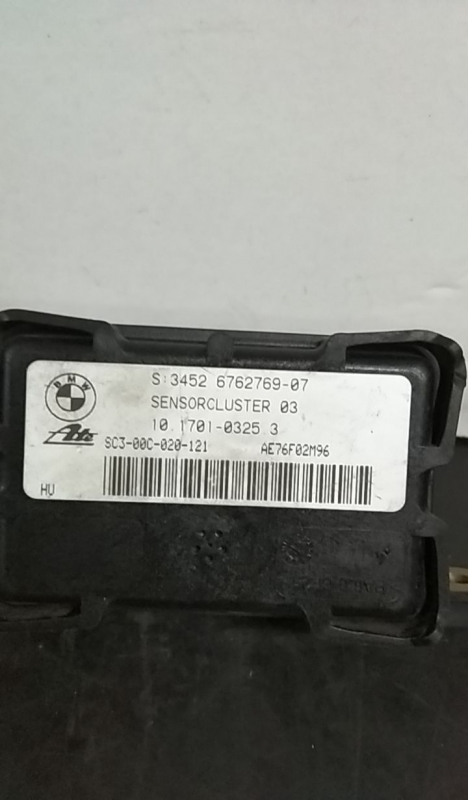 BMW
S:3452 6762769-07
SENSORCLUSTER 03
Ate
10.1701-0325 3
SC3-00C-020-121 AE76F02M96
HU